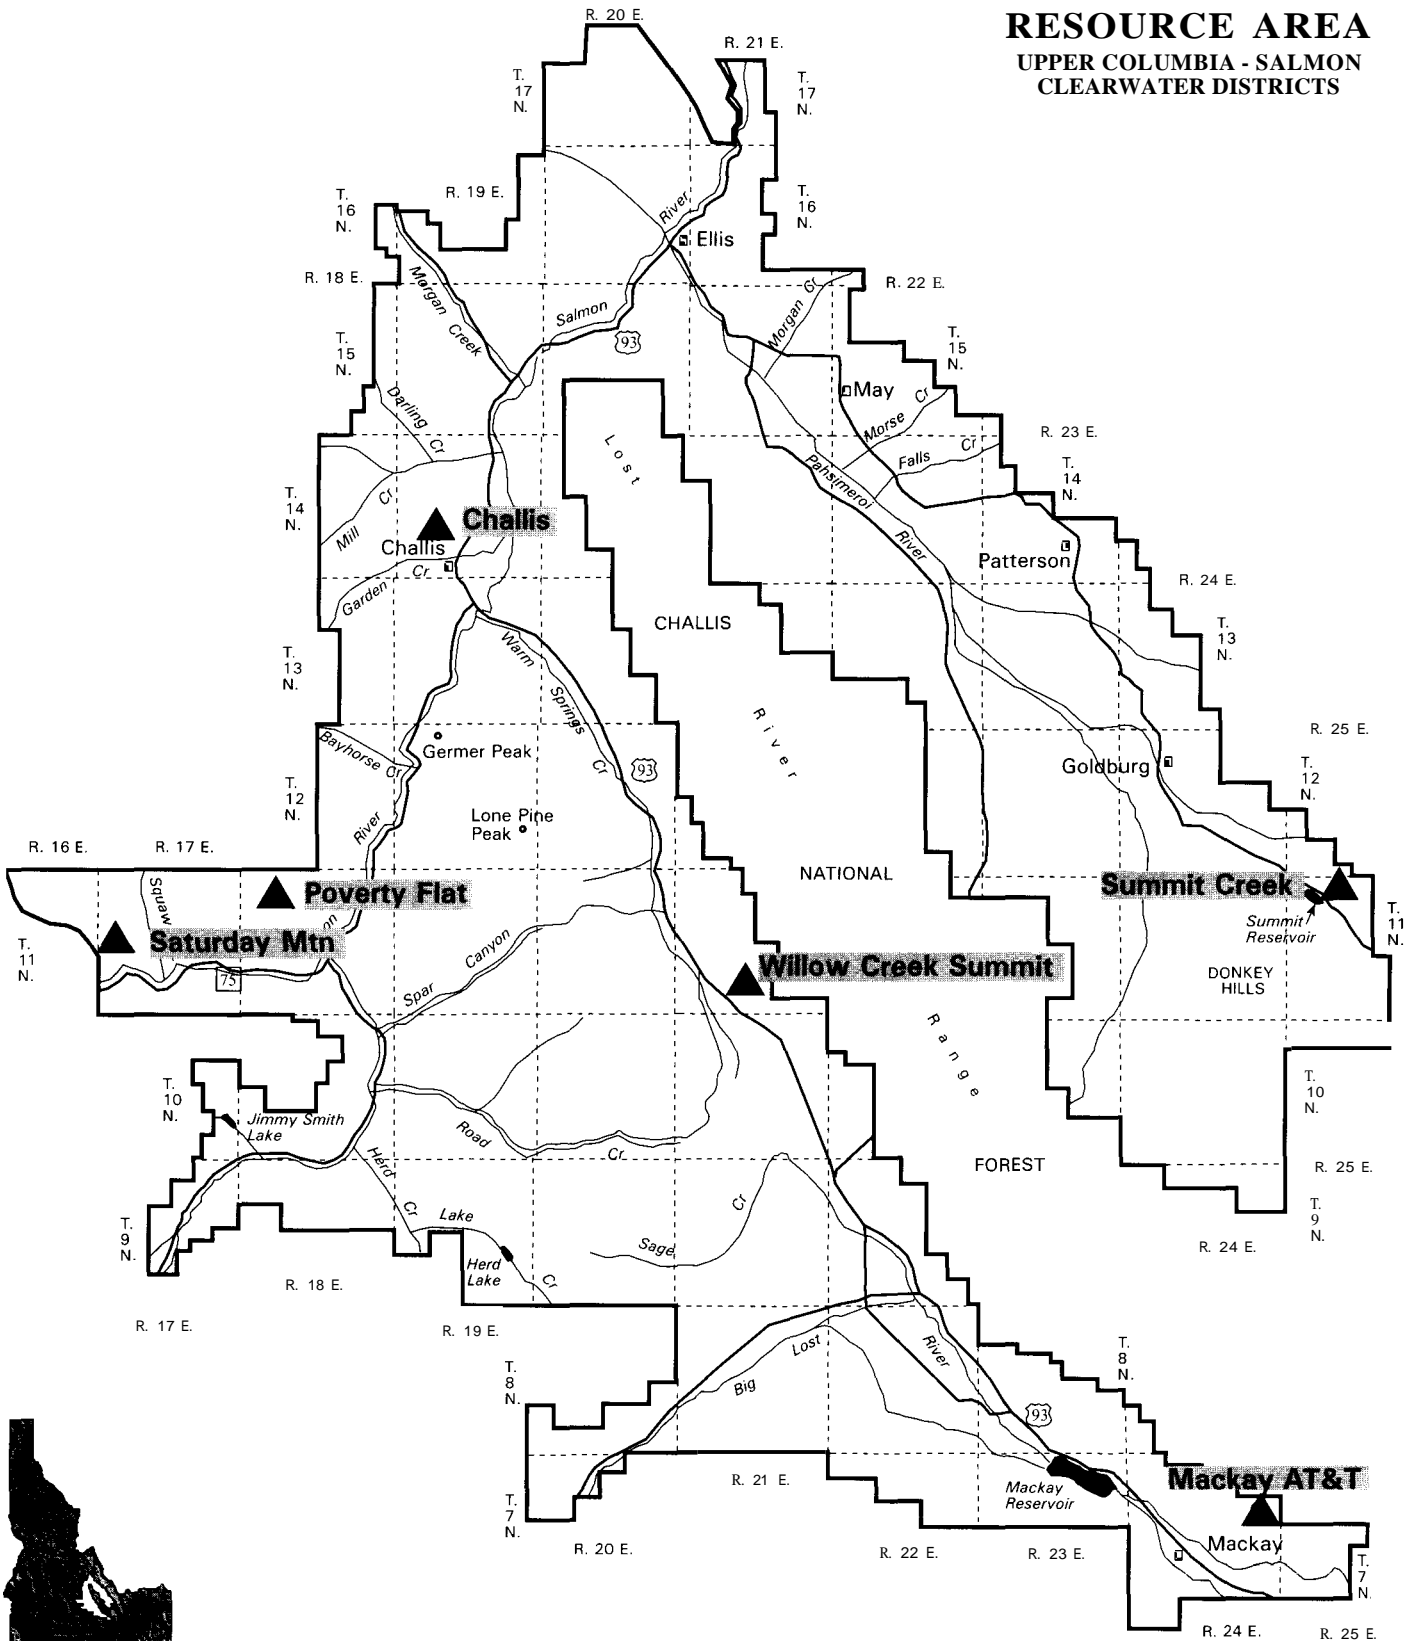 RESOURCE AREA
UPPER COLUMBIA - SALMON
CLEARWATER DISTRICTS
R. 20 E.
R. 21 E.
T.
17
N.
T.
17
N.
T.
16
N.
R. 19 E.
T.
16
N.
River
Ellis
R. 18 E.
Morgan Creek
Salmon
93
Morgan Cr
R. 22 E.
T.
15
N.
T.
15
N.
Darling Cr
May
Morse Cr
Lost
Falls Cr
R. 23 E.
T.
14
N.
T.
14
N.
Mill Cr
Challis
Challis
Pahsimeroi
River
Patterson
Garden Cr
R. 24 E.
CHALLIS
T.
13
N.
T.
13
N.
Warm
Springs
Cr
River
Bayhorse Cr
Germer Peak
93
R. 25 E.
Goldburg
T.
12
N.
T.
12
N.
Lone Pine
Peak
River
R. 16 E.
R. 17 E.
NATIONAL
Squaw
Poverty Flat
Summit Creek
Summit
Reservoir
T.
11
N.
T.
11
N.
Saturday Mtn
on
75
Canyon
Spar
Willow Creek Summit
DONKEY
HILLS
Range
T.
10
N.
T.
10
N.
Jimmy Smith
Lake
Road
Cr
Herd
Cr
FOREST
R. 25 E.
T.
9
N.
T.
9
N.
Lake
Cr
Sage
Cr
R. 24 E.
Herd
Lake
R. 18 E.
R. 17 E.
R. 19 E.
River
Lost
Big
T.
8
N.
T.
8
N.
93
R. 21 E.
Mackay
Reservoir
Mackay AT&T
T.
7
N.
R. 20 E.
R. 22 E.
R. 23 E.
Mackay
T.
7
N.
R. 24 E.
R. 25 E.